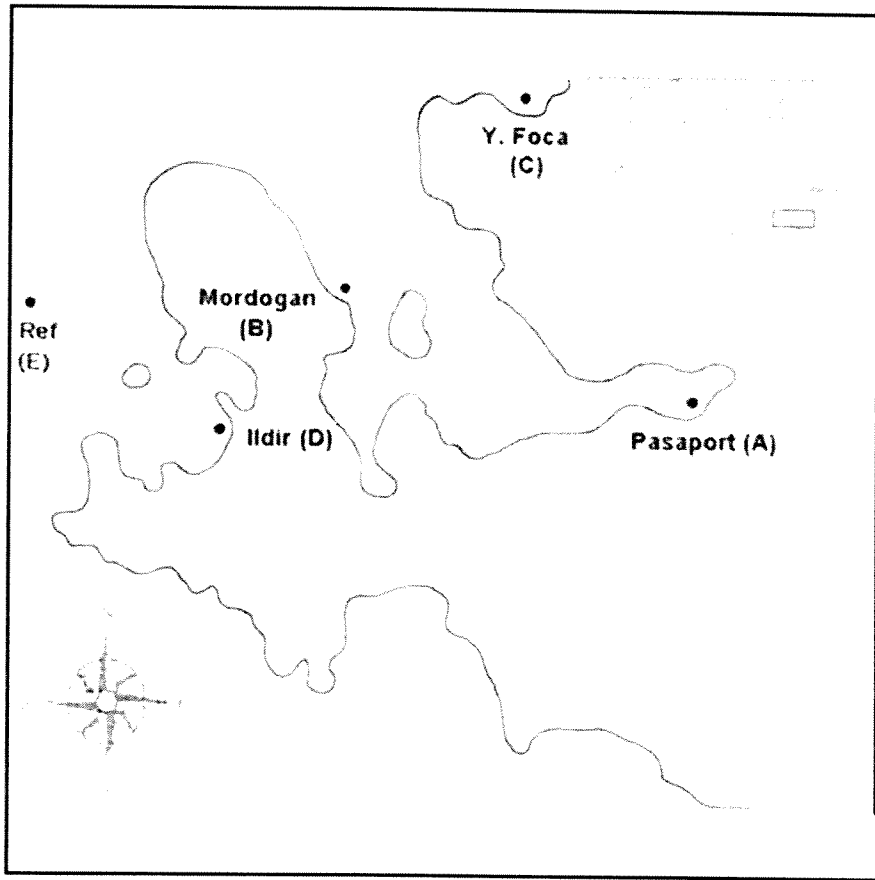 Y. Foca
(C)
Mordogan
(B)
Ref
(E)
Ildir (D)
Pasaport (A)